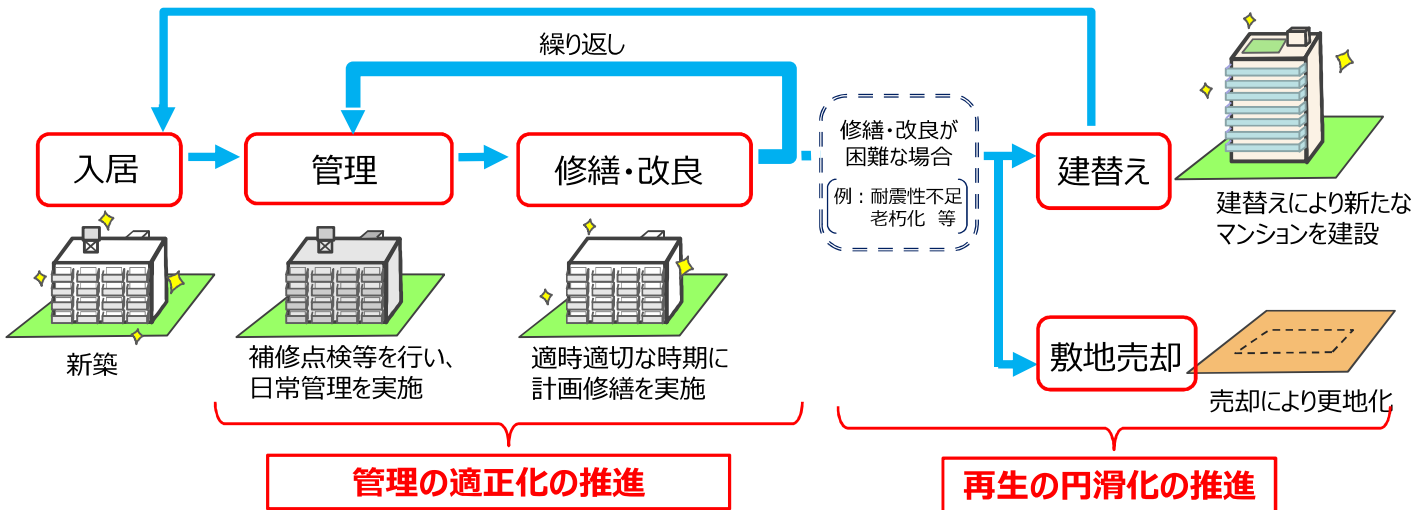 繰り返し
入居
管理
修繕・改良
修繕・改良が
困難な場合
例：耐震性不足
老朽化 等
建替え
建替えにより新たな
マンションを建設
新築
補修点検等を行い、
日常管理を実施
適時適切な時期に
計画修繕を実施
敷地売却
売却により更地化
管理の適正化の推進
再生の円滑化の推進